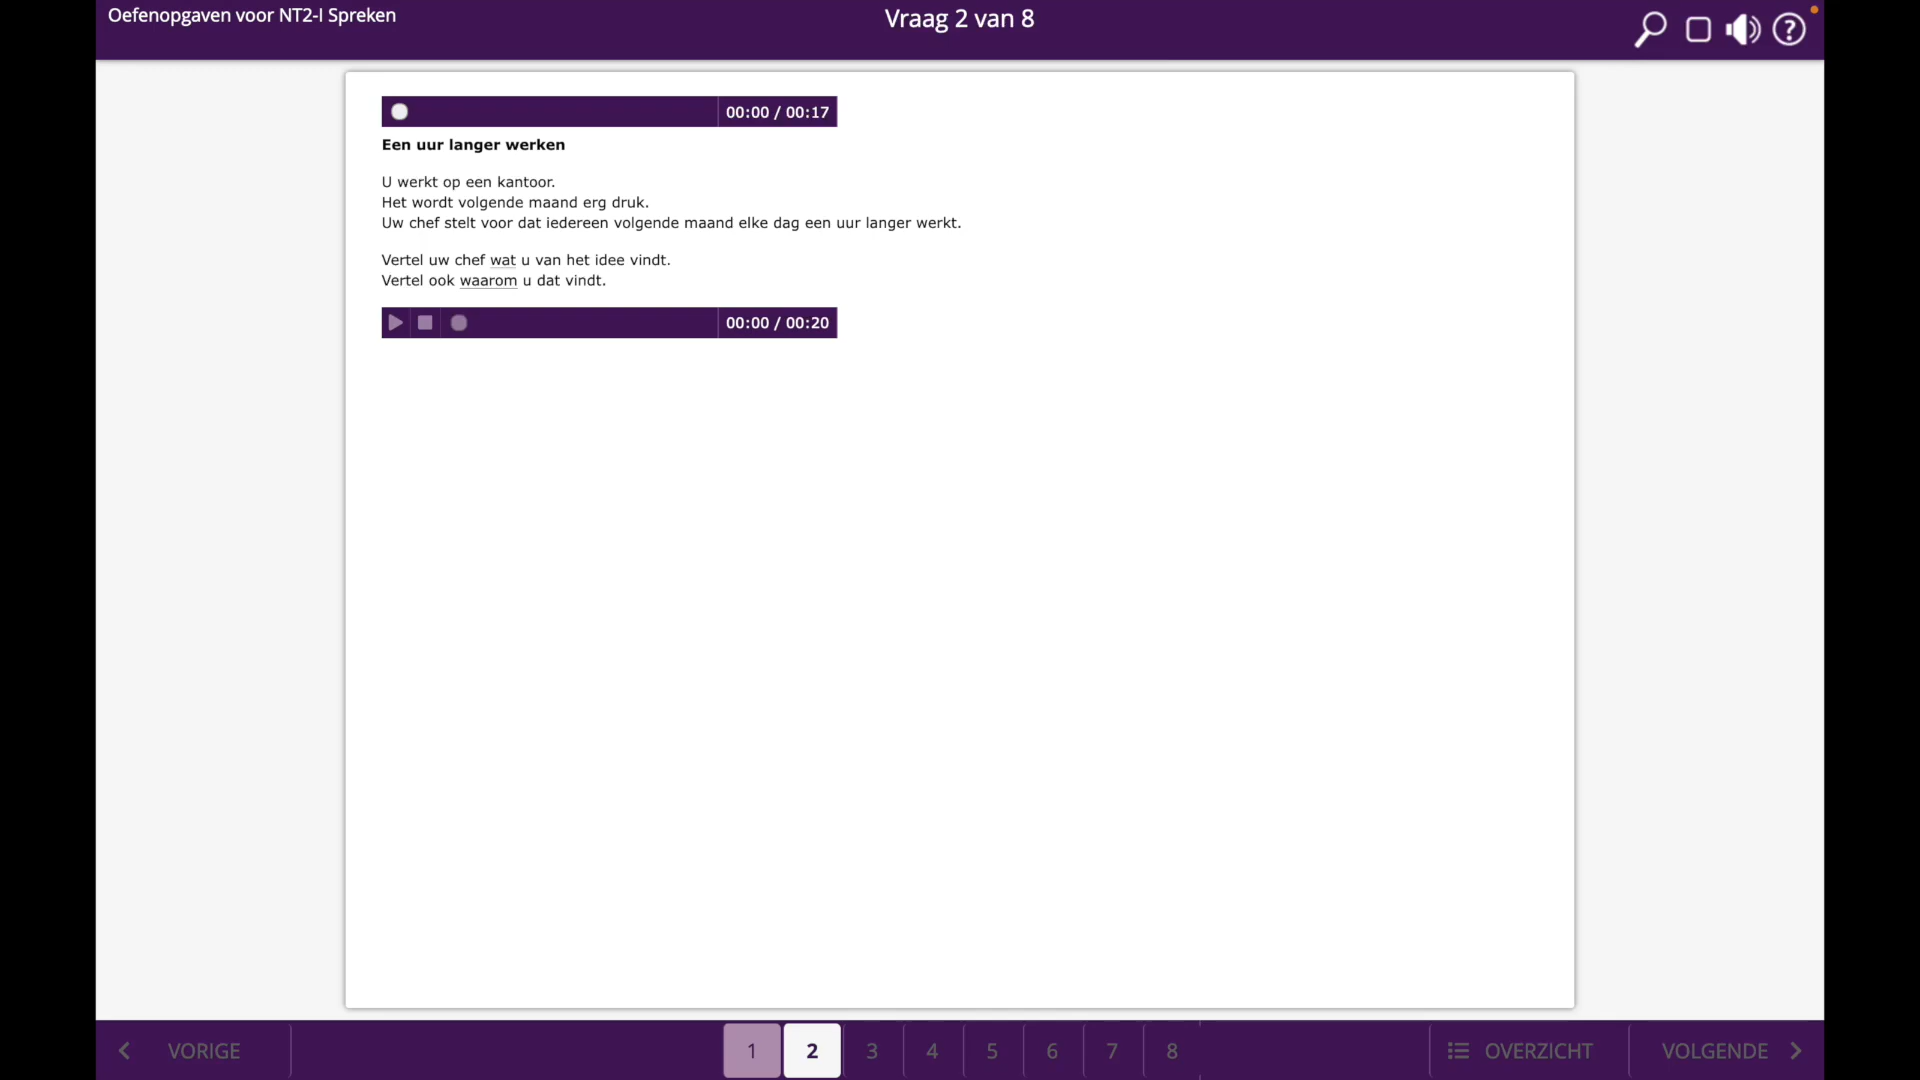 Oefenopgaven voor NT2-I Spreken
Vraag 2 van 8
00:00 / 00:17
Een uur langer werken
U werkt op een kantoor.
Het wordt volgende maand erg druk.
Uw chef stelt voor dat iedereen volgende maand elke dag een uur langer werkt.
Vertel uw chef wat u van het idee vindt.
Vertel ook waarom u dat vindt.
00:00 / 00:20
VORIGE
1 2 3 4 5 6 7 8
OVERZICHT
VOLGENDE